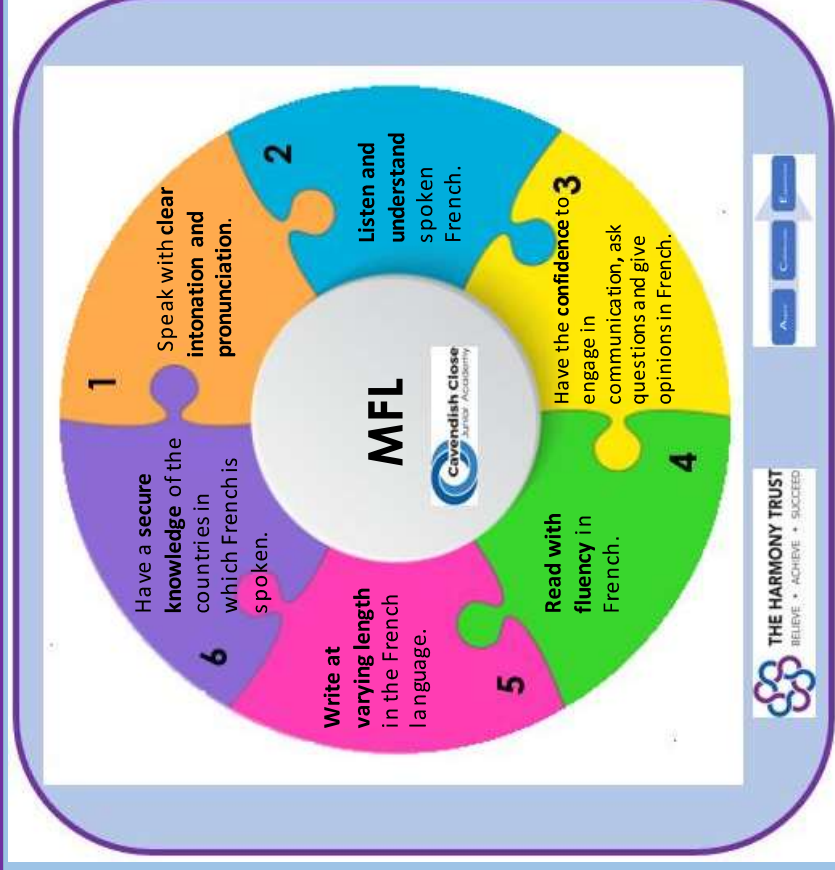 1
Speak with clear
intonation and
pronunciation.
2
Listen and
understand
spoken
French.
3
Have the confidence to
engage in
communication, ask
questions and give
opinions in French.
4
Read with
fluency in
French.
5
Write at
varying length
in the French
language.
6
Have a secure
knowledge of the
countries in
which French is
spoken.
MFL
Cavendish Close
Junior Academy
THE HARMONY TRUST
BELIEVE • ACHIEVE • SUCCEED